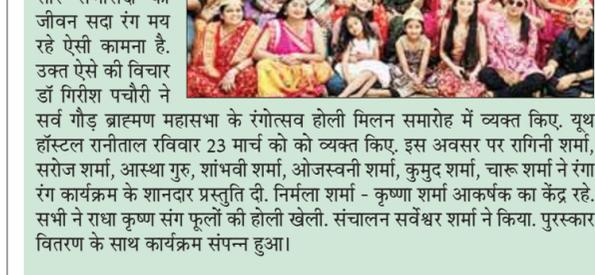 जीवन सदा रंग मय
रहे ऐसी कामना है.
उक्त ऐसे की विचार
डॉ गिरीश पचौरी ने
सर्व गौड़ ब्राह्मण महासभा के रंगोत्सव होली मिलन समारोह में व्यक्त किए. यूथ
हॉस्टल रानीताल रविवार 23 मार्च को को व्यक्त किए. इस अवसर पर रागिनी शर्मा,
सरोज शर्मा, आस्था गुरु, शांभवी शर्मा, ओजस्वनी शर्मा, कुमुद शर्मा, चारू शर्मा ने रंगा
रंग कार्यक्रम के शानदार प्रस्तुति दी. निर्मला शर्मा - कृष्णा शर्मा आकर्षक का केंद्र रहे.
सभी ने राधा कृष्ण संग फूलों की होली खेली. संचालन सर्वेश्वर शर्मा ने किया. पुरस्कार
वितरण के साथ कार्यक्रम संपन्न हुआ।